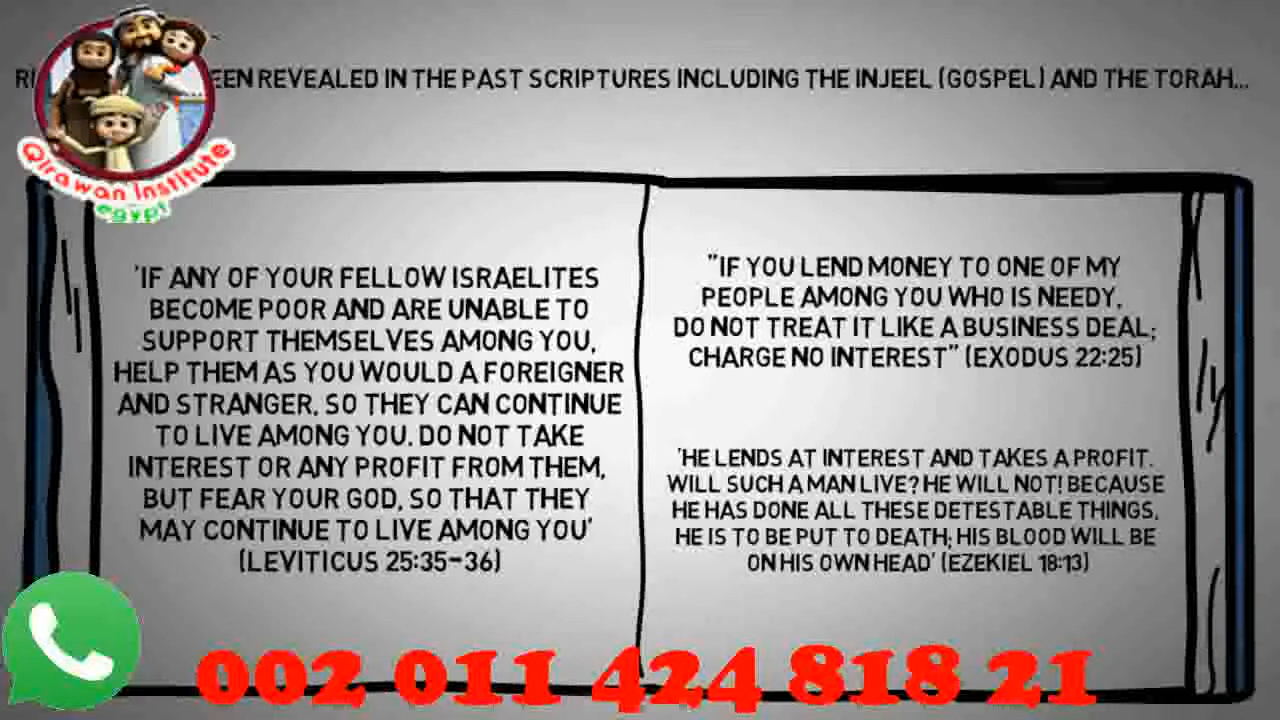 EEN REVEALED IN THE PAST SCRIPTURES INCLUDING THE INJEEL (GOSPEL) AND THE TORAH...
Qirawan institute
egypt
'IF ANY OF YOUR FELLOW ISRAELITES
BECOME POOR AND ARE UNABLE TO
SUPPORT THEMSELVES AMONG YOU,
HELP THEM AS YOU WOULD A FOREIGNER
AND STRANGER, SO THEY CAN CONTINUE
TO LIVE AMONG YOU. DO NOT TAKE
INTEREST OR ANY PROFIT FROM THEM,
BUT FEAR YOUR GOD, SO THAT THEY
MAY CONTINUE TO LIVE AMONG YOU'
(LEVITICUS 25:35-36)
"IF YOU LEND MONEY TO ONE OF MY
PEOPLE AMONG YOU WHO IS NEEDY,
DO NOT TREAT IT LIKE A BUSINESS DEAL;
CHARGE NO INTEREST" (EXODUS 22:25)
'HE LENDS AT INTEREST AND TAKES A PROFIT.
WILL SUCH A MAN LIVE? HE WILL NOT! BECAUSE
HE HAS DONE ALL THESE DETESTABLE THINGS,
HE IS TO BE PUT TO DEATH; HIS BLOOD WILL BE
ON HIS OWN HEAD' (EZEKIEL 18:13)
002 011 424 818 21